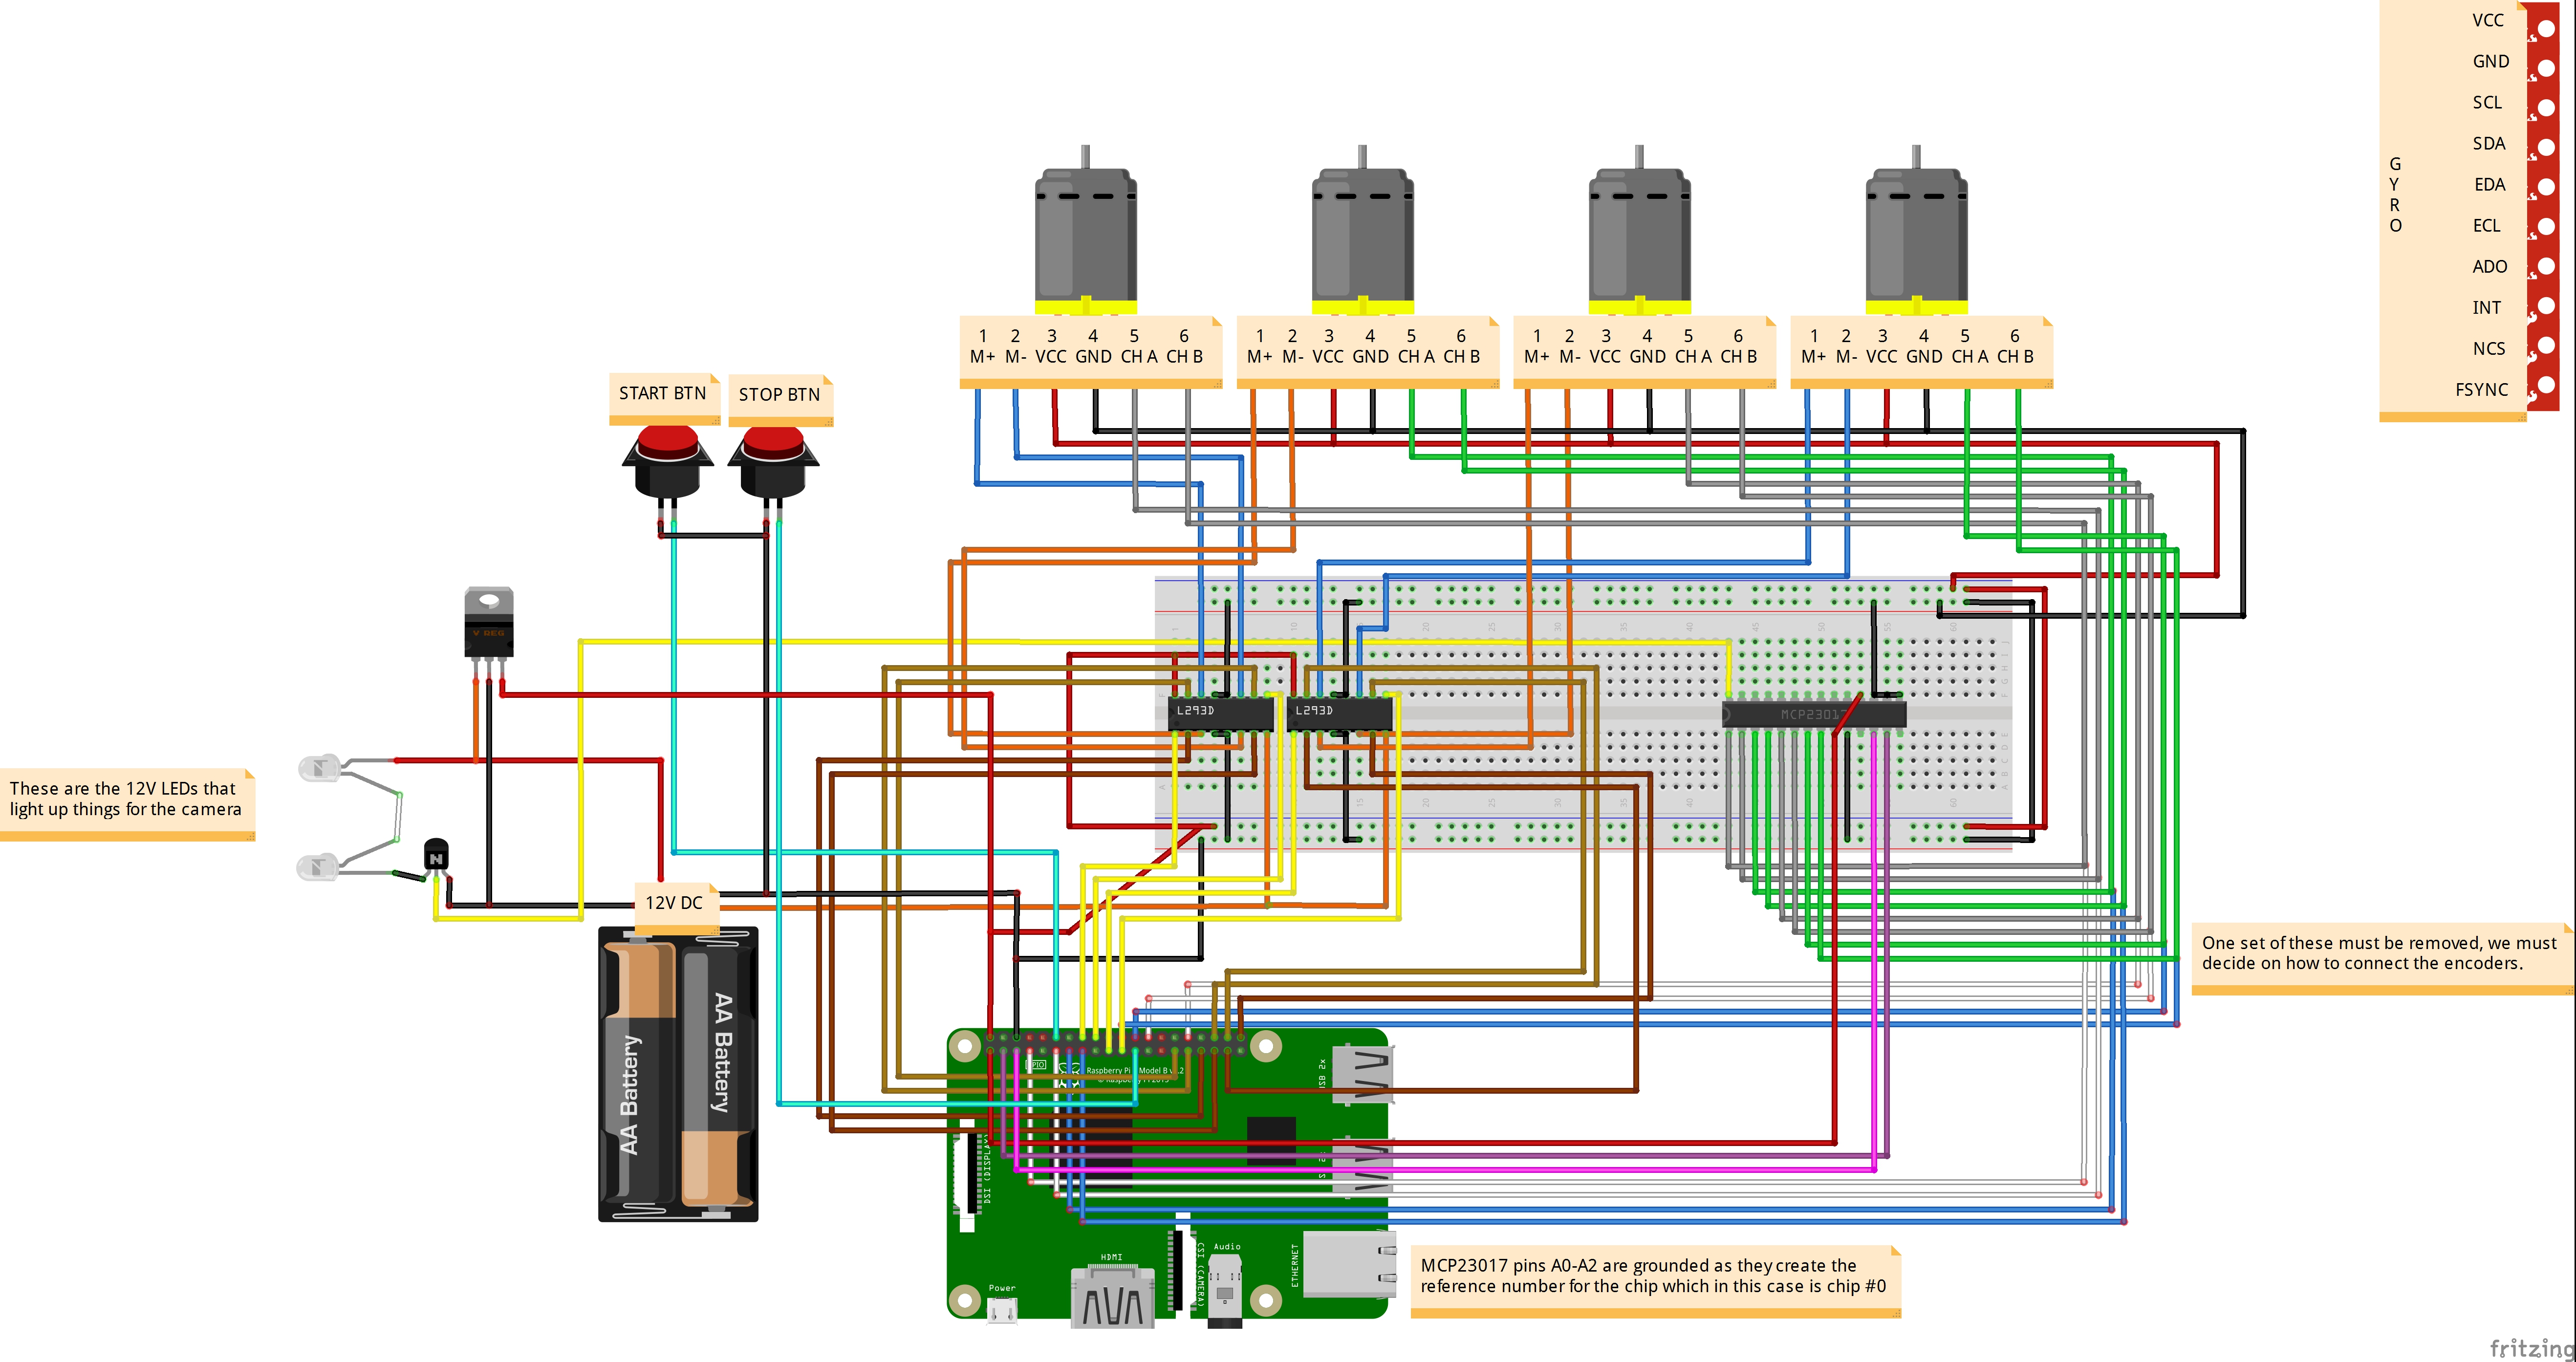 VCC
GND
SCL
SDA
EDA
ECL
ADO
INT
NCS
FSYNC
G
Y
R
O
1 2 3 4 5 6
M+ M- VCC GND CH A CH B
1 2 3 4 5 6
M+ M- VCC GND CH A CH B
1 2 3 4 5 6
M+ M- VCC GND CH A CH B
1 2 3 4 5 6
M+ M- VCC GND CH A CH B
START BTN
STOP BTN
V REG
L293D
L293D
MCP23017
These are the 12V LEDs that
light up things for the camera
N
12V DC
AA Battery
AA Battery
One set of these must be removed, we must
decide on how to connect the encoders.
GPIO
Raspberry Pi
Model B
DSI (DISPLAY)
USB 2x
HDMI
CSI (CAMERA)
Audio
ETHERNET
Power
MCP23017 pins A0-A2 are grounded as they create the
reference number for the chip which in this case is chip #0
fritzing